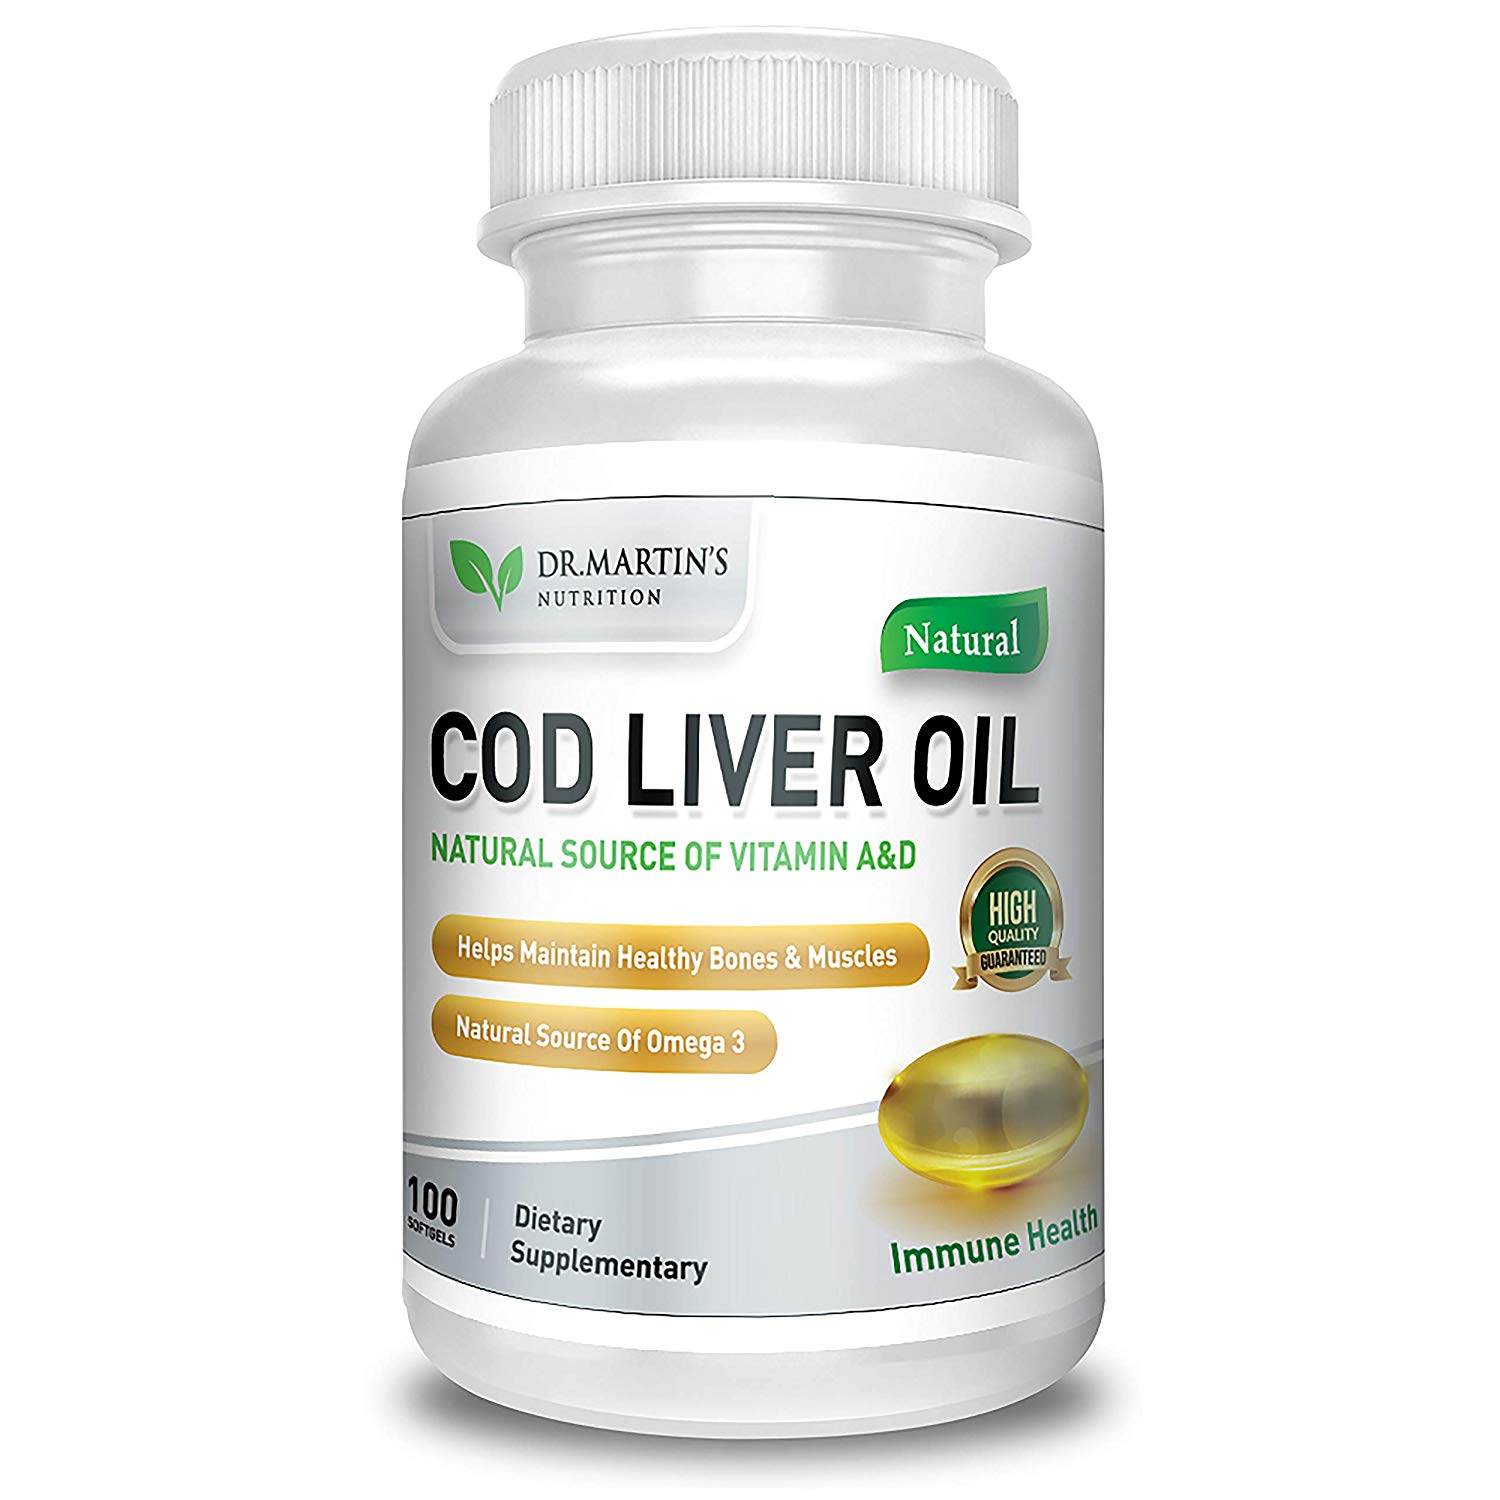 DR.MARTIN'S
NUTRITION
Natural
COD LIVER OIL
NATURAL SOURCE OF VITAMIN A&D
HIGH
QUALITY
GUARANTEED
Helps Maintain Healthy Bones & Muscles
Natural Source Of Omega 3
100
SOFTGELS
Dietary
Supplementary
Immune Health